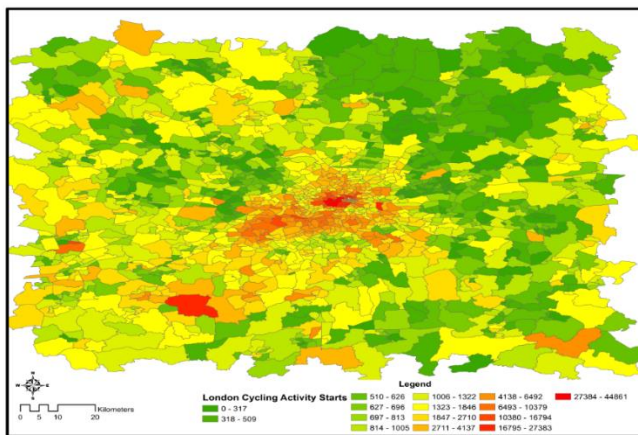 N
W E
S
0 5 10 20
Kilometers
Legend
London Cycling Activity Starts
0 - 317
318 - 509
510 - 626
627 - 696
697 - 813
814 - 1005
1006 - 1322
1323 - 1846
1847 - 2710
2711 - 4137
4138 - 6492
6493 - 10379
10380 - 16794
16795 - 27383
27384 - 44861